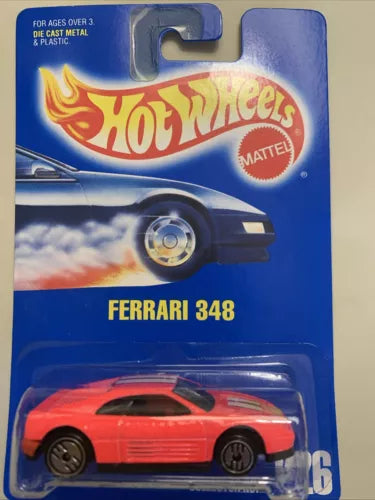 FOR AGES OVER 3.
DIE CAST METAL
& PLASTIC.
HOT WHEELS
®
MATTEL
®
FERRARI 348